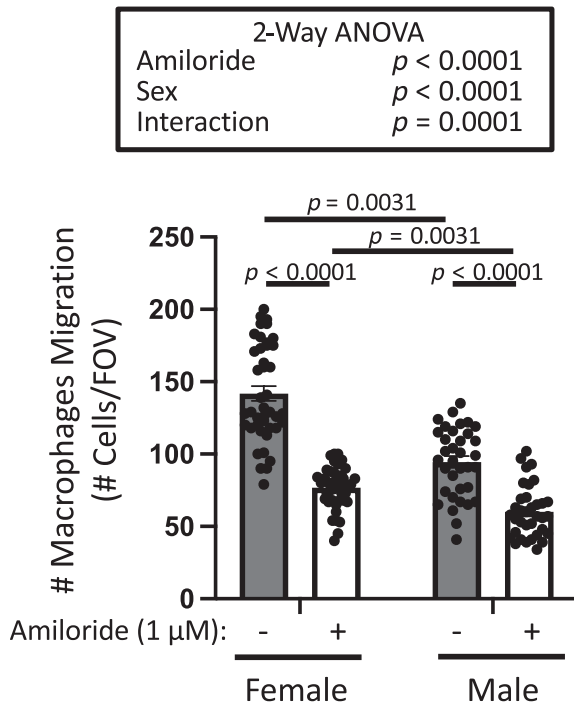 2-Way ANOVA
Amiloride p < 0.0001
Sex p < 0.0001
Interaction p = 0.0001
p = 0.0031
p = 0.0031
p < 0.0001 p < 0.0001
# Macrophages Migration
(# Cells/FOV)
250
200
150
100
50
0
Amiloride (1 µM): - + - +
Female Male